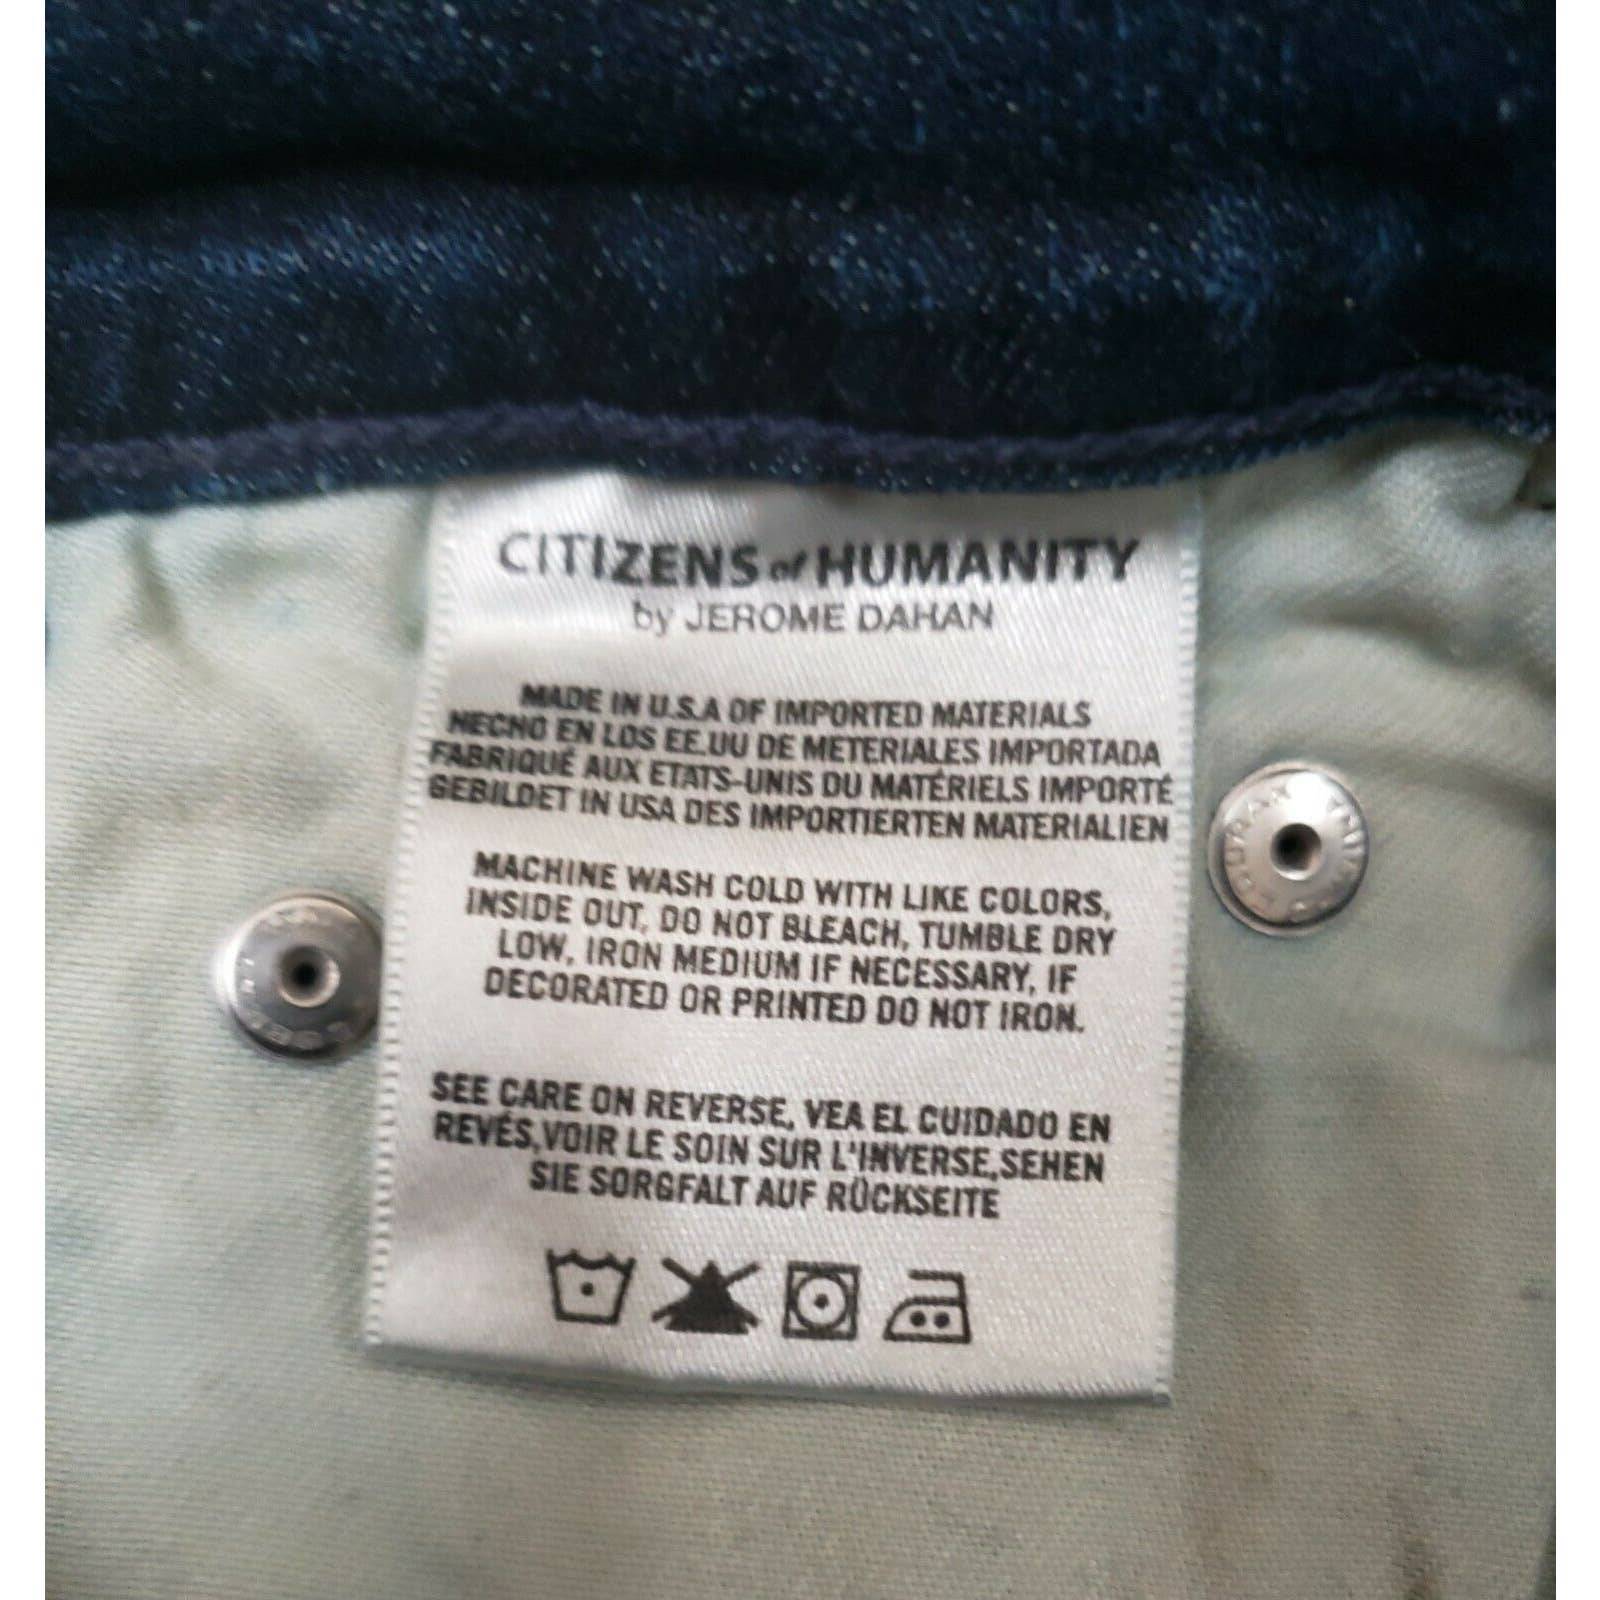 CITIZENS of HUMANITY
by JEROME DAHAN
MADE IN U.S.A OF IMPORTED MATERIALS
HECHO EN LOS EE.UU DE METERIALES IMPORTADA
FABRIQUÉ AUX ETATS-UNIS DU MATÉRIELS IMPORTÉ
GEBILDET IN USA DES IMPORTIERTEN MATERIALIEN
MACHINE WASH COLD WITH LIKE COLORS,
INSIDE OUT, DO NOT BLEACH, TUMBLE DRY
LOW, IRON MEDIUM IF NECESSARY, IF
DECORATED OR PRINTED DO NOT IRON.
SEE CARE ON REVERSE, VEA EL CUIDADO EN
REVÉS,VOIR LE SOIN SUR L'INVERSE,SEHEN
SIE SORGFALT AUF RÜCKSEITE